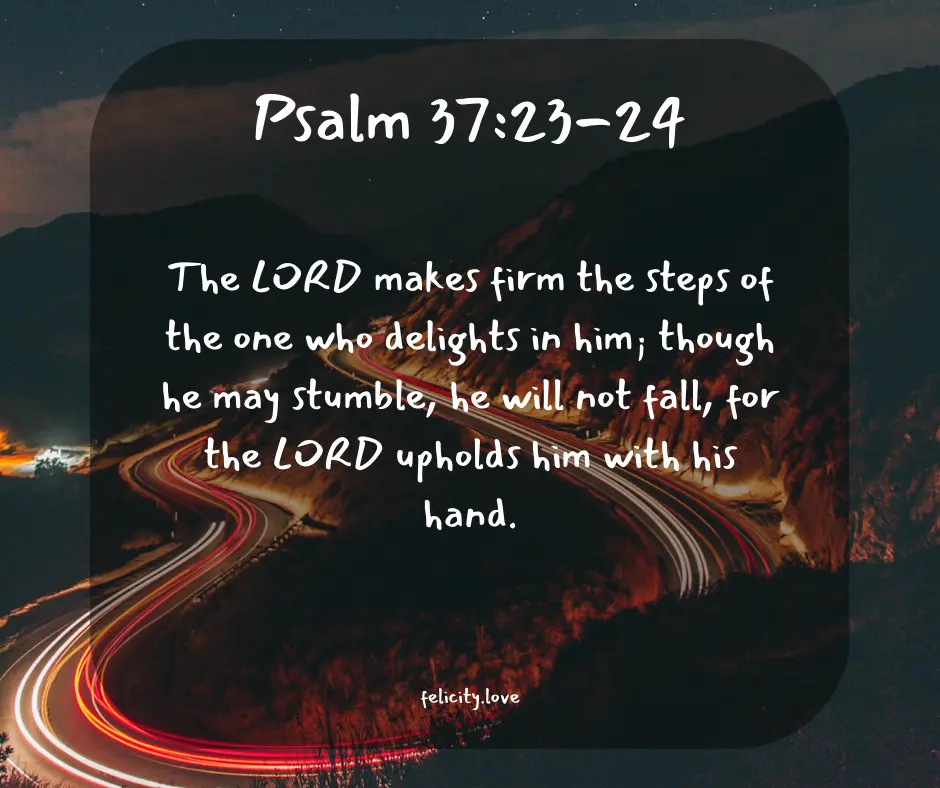 Psalm 37:23-24
The LORD makes firm the steps of
the one who delights in him; though
he may stumble, he will not fall, for
the LORD upholds him with his
hand.
felicity.love